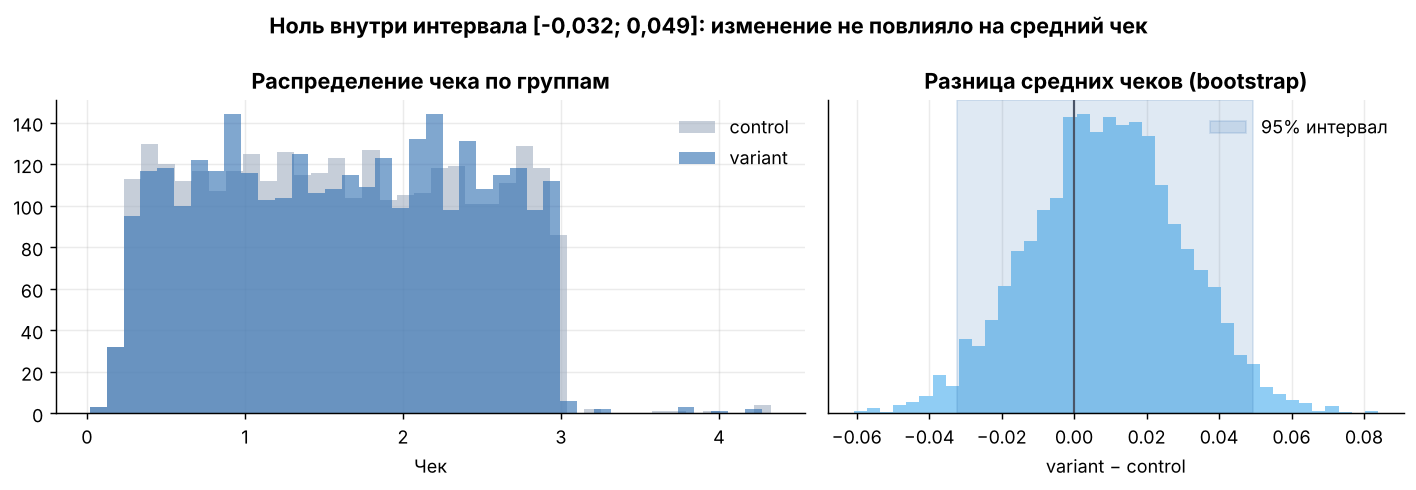 Ноль внутри интервала [-0,032; 0,049]: изменение не повлияло на средний чек
Распределение чека по группам
control
variant
140
120
100
80
60
40
20
0
0 1 2 3 4
Чек
Разница средних чеков (bootstrap)
95% интервал
−0.06 −0.04 −0.02 0.00 0.02 0.04 0.06 0.08
variant − control